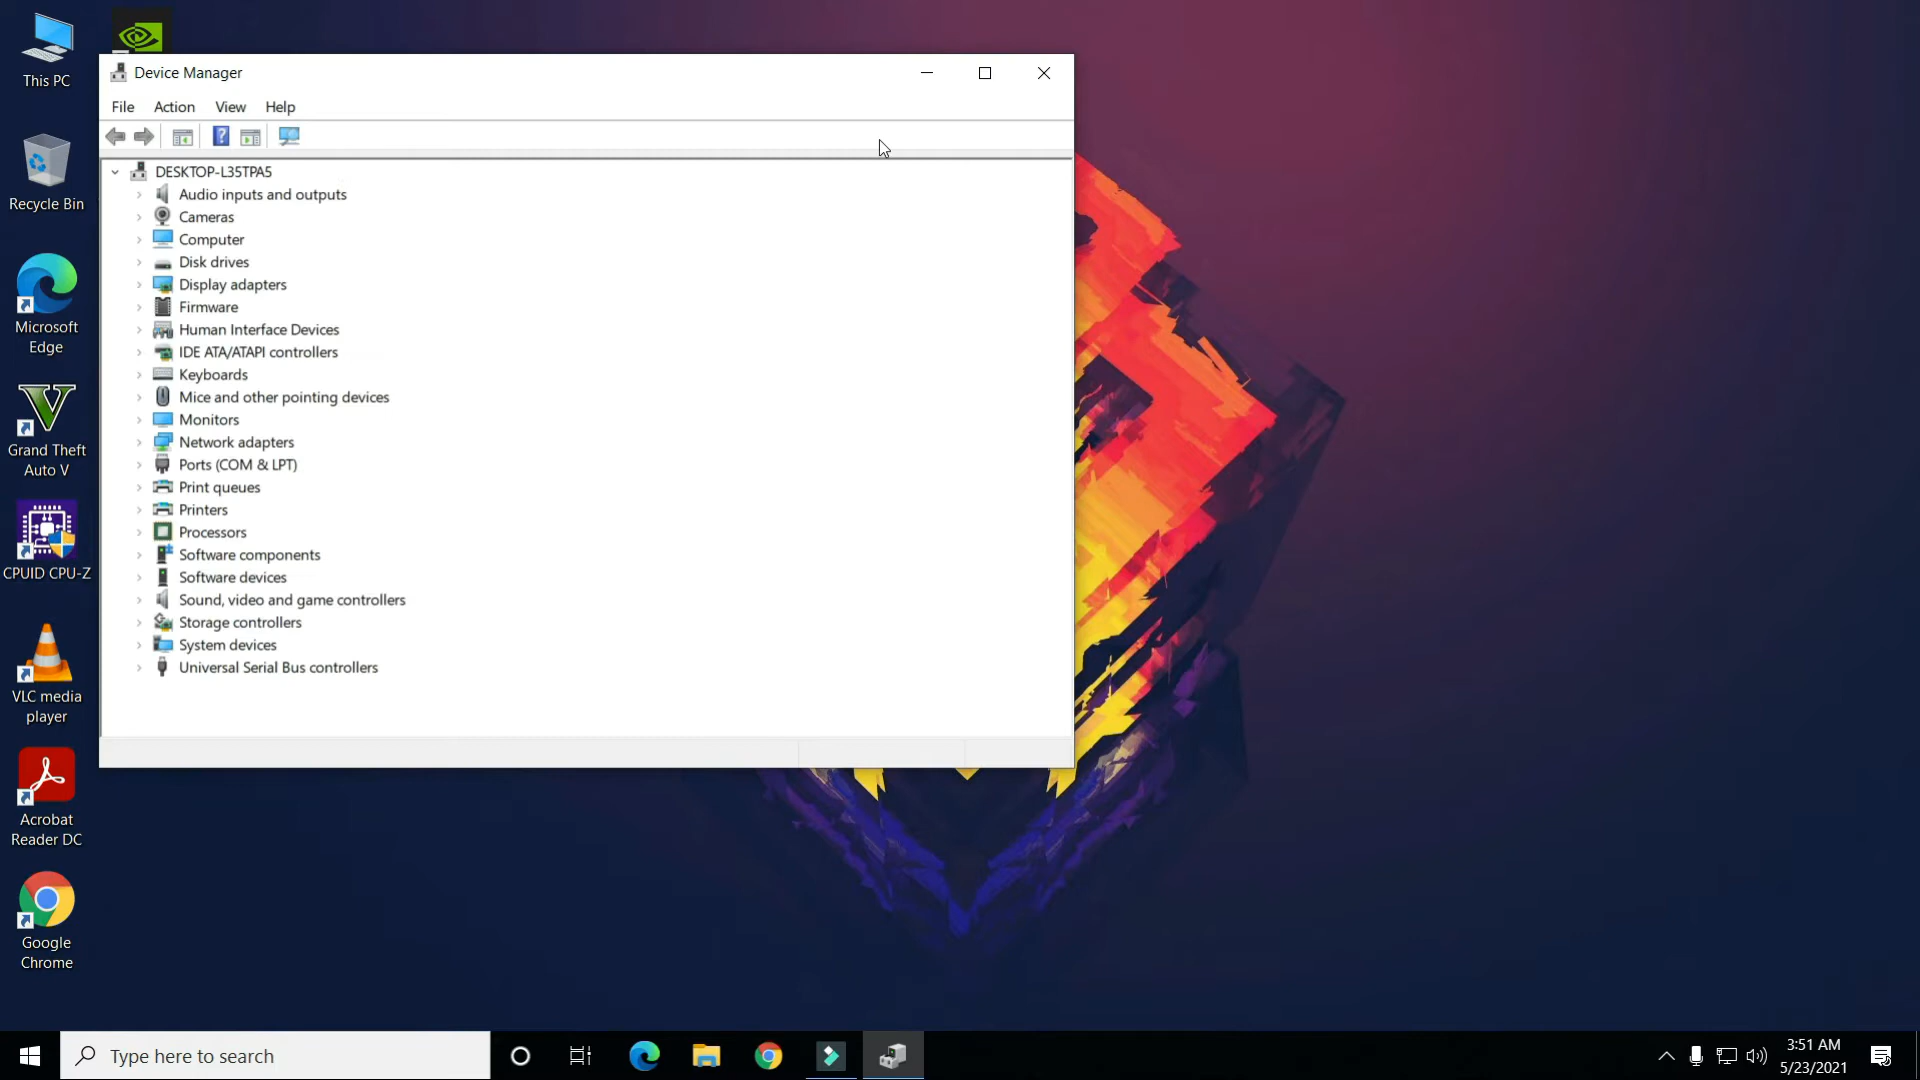 This PC
Recycle Bin
Microsoft
Edge
Grand Theft
Auto V
CPUID CPU-Z
VLC media
player
Acrobat
Reader DC
Google
Chrome
Device Manager
File Action View Help
DESKTOP-L35TPA5
Audio inputs and outputs
Cameras
Computer
Disk drives
Display adapters
Firmware
Human Interface Devices
IDE ATA/ATAPI controllers
Keyboards
Mice and other pointing devices
Monitors
Network adapters
Ports (COM & LPT)
Print queues
Printers
Processors
Software components
Software devices
Sound, video and game controllers
Storage controllers
System devices
Universal Serial Bus controllers
Type here to search
3:51 AM
5/23/2021